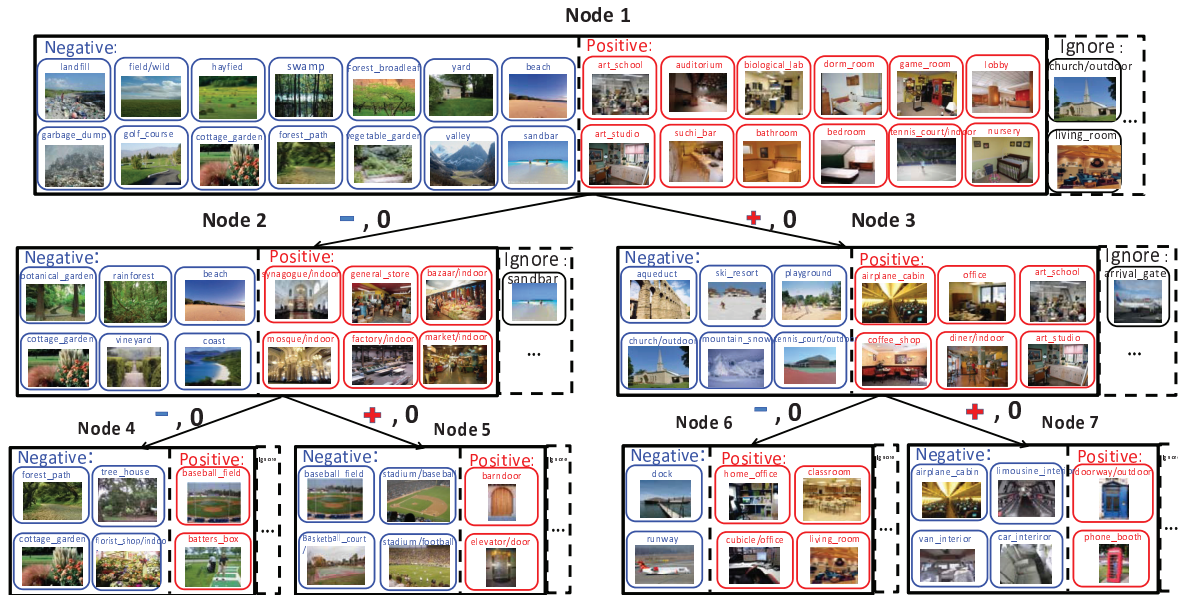 Node 1
Negative:
Positive:
Ignore :
landfill
field/wild
hayfied
swamp
Forest_broadleaf
yard
beach
art_school
auditorium
biological_lab
dorm_room
game_room
lobby
church/outdoor
garbage_dump
golf_course
cottage_garden
forest_path
vegetable_garden
valley
sandbar
art_studio
suchi_bar
bathroom
bedroom
tennis_court/indoor
nursery
living_room
...
Node 2
- , 0
+ , 0
Node 3
Negative:
Positive:
Ignore :
botanical_garden
rainforest
beach
synagogue/indoor
general_store
bazaar/indoor
sandbar
cottage_garden
vineyard
coast
mosque/indoor
factory/indoor
market/indoor
...
Negative:
Positive:
Ignore :
aqueduct
ski_resort
playground
airplane_cabin
office
art_school
arrival_gate
church/outdoor
mountain_snow
tennis_court/outdoor
coffee_shop
diner/indoor
art_studio
...
Node 4
- , 0
+ , 0
Node 5
Node 6
- , 0
+ , 0
Node 7
Negative:
Positive:
forest_path
tree_house
baseball_field
cottage_garden
florist_shop/indoor
batters_box
...
Negative:
Positive:
baseball_field
stadium/baseball
barndoor
Basketball_court/
stadium/football
elevator/door
...
Negative:
Positive:
dock
home_office
classroom
runway
cubicle/office
living_room
...
Negative:
Positive:
airplane_cabin
limousine_interior
doorway/outdoor
van_interior
car_interiror
phone_booth
...